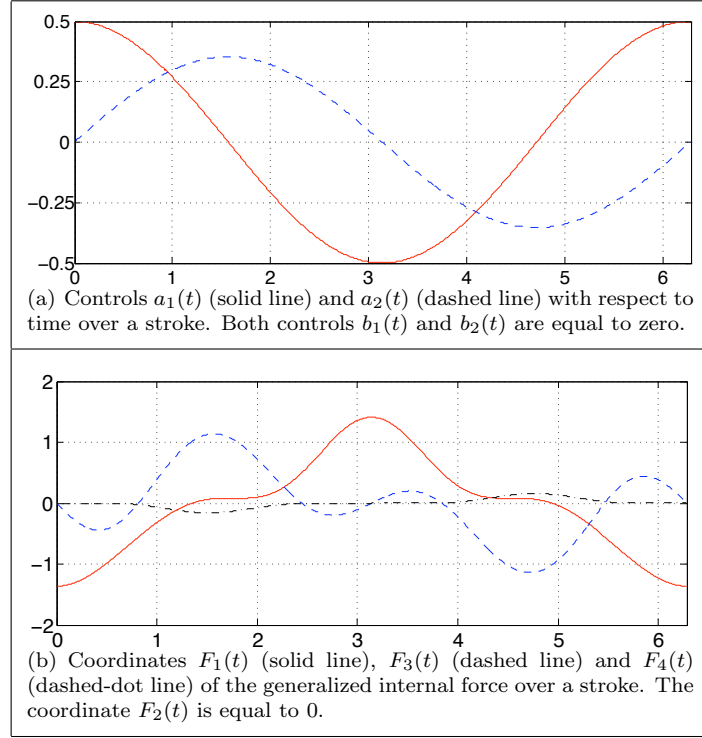 0.5
0.25
0
−0.25
−0.5
0 1 2 3 4 5 6
(a) Controls a₁(t) (solid line) and a₂(t) (dashed line) with respect to
time over a stroke. Both controls b₁(t) and b₂(t) are equal to zero.
2
1
0
−1
−2
0 1 2 3 4 5 6
(b) Coordinates F₁(t) (solid line), F₃(t) (dashed line) and F₄(t)
(dashed-dot line) of the generalized internal force over a stroke. The
coordinate F₂(t) is equal to 0.